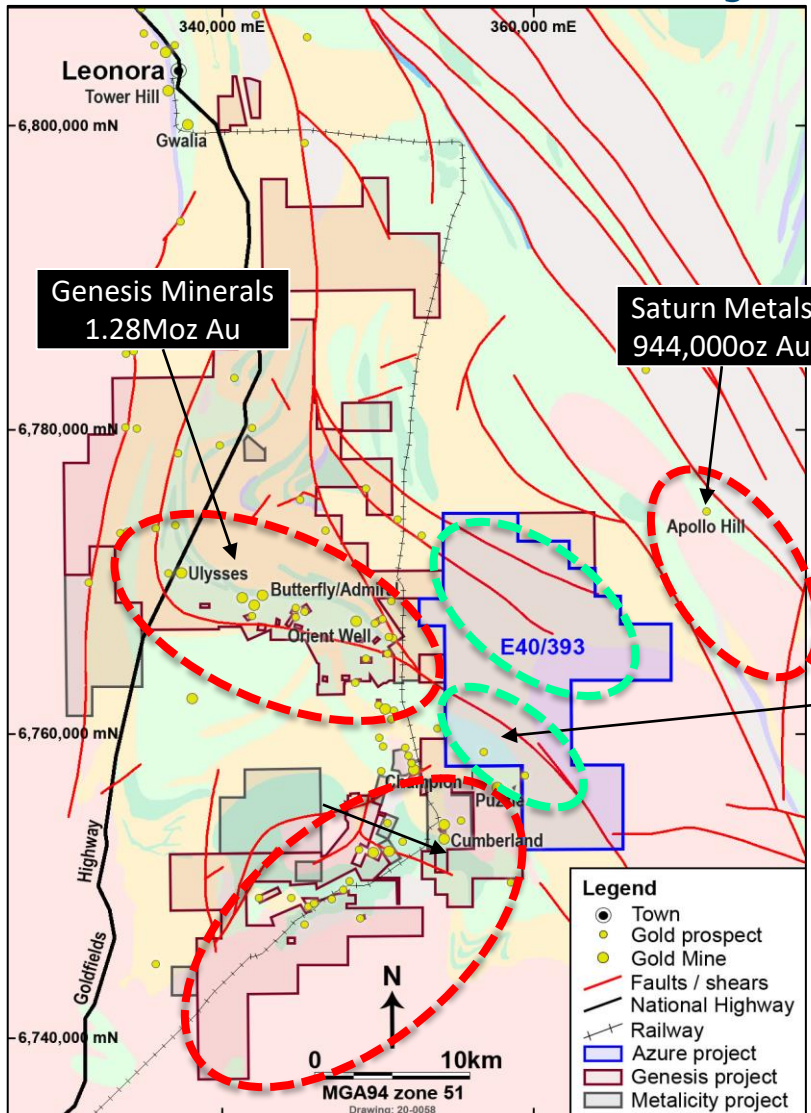 340,000 mE
360,000 mE
Leonora
Tower Hill
6,800,000 mN
Gwalia
Genesis Minerals
1.28Moz Au
Saturn Metals
944,000oz Au
6,780,000 mN
Apollo Hill
Ulysses
Butterfly/Admiral
Orient Well
E40/393
6,760,000 mN
Champion
Puzzle
Cumberland
Highway
Goldfields
6,740,000 mN
N
0 10km
MGA94 zone 51
Drawing: 20-0058
Legend
Town
Gold prospect
Gold Mine
Faults / shears
National Highway
Railway
Azure project
Genesis project
Metalicity project